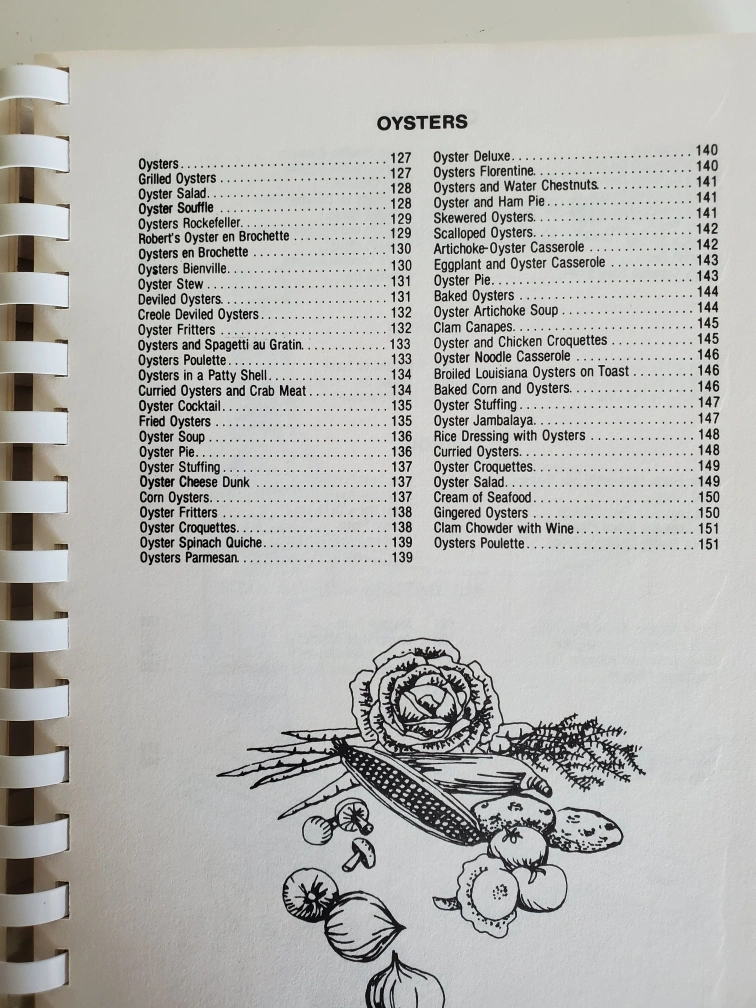 OYSTERS
Oysters. . . . . . . . . . . . . . . . . . . . . . . . . . . . . . . . 127
Grilled Oysters . . . . . . . . . . . . . . . . . . . . . . . . . . 127
Oyster Salad. . . . . . . . . . . . . . . . . . . . . . . . . . . . 128
Oyster Souffle . . . . . . . . . . . . . . . . . . . . . . . . . . 128
Oysters Rockefeller. . . . . . . . . . . . . . . . . . . . . . . 129
Robert's Oyster en Brochette . . . . . . . . . . . . . . . 129
Oysters en Brochette . . . . . . . . . . . . . . . . . . . . . 130
Oysters Bienville. . . . . . . . . . . . . . . . . . . . . . . . . 130
Oyster Stew . . . . . . . . . . . . . . . . . . . . . . . . . . . . 131
Deviled Oysters. . . . . . . . . . . . . . . . . . . . . . . . . . 131
Creole Deviled Oysters. . . . . . . . . . . . . . . . . . . . 132
Oyster Fritters . . . . . . . . . . . . . . . . . . . . . . . . . . 132
Oysters and Spagetti au Gratin. . . . . . . . . . . . . . 133
Oysters Poulette . . . . . . . . . . . . . . . . . . . . . . . . . 133
Oysters in a Patty Shell. . . . . . . . . . . . . . . . . . . . 134
Curried Oysters and Crab Meat . . . . . . . . . . . . . 134
Oyster Cocktail . . . . . . . . . . . . . . . . . . . . . . . . . . 135
Fried Oysters . . . . . . . . . . . . . . . . . . . . . . . . . . . 135
Oyster Soup . . . . . . . . . . . . . . . . . . . . . . . . . . . . 136
Oyster Pie. . . . . . . . . . . . . . . . . . . . . . . . . . . . . . 136
Oyster Stuffing . . . . . . . . . . . . . . . . . . . . . . . . . . 137
Oyster Cheese Dunk . . . . . . . . . . . . . . . . . . . . . 137
Corn Oysters. . . . . . . . . . . . . . . . . . . . . . . . . . . . 137
Oyster Fritters . . . . . . . . . . . . . . . . . . . . . . . . . . 138
Oyster Croquettes. . . . . . . . . . . . . . . . . . . . . . . . 138
Oyster Spinach Quiche. . . . . . . . . . . . . . . . . . . . 139
Oysters Parmesan. . . . . . . . . . . . . . . . . . . . . . . . 139
Oyster Deluxe. . . . . . . . . . . . . . . . . . . . . . . . . . . 140
Oysters Florentine. . . . . . . . . . . . . . . . . . . . . . . . 140
Oysters and Water Chestnuts. . . . . . . . . . . . . . . 141
Oyster and Ham Pie . . . . . . . . . . . . . . . . . . . . . . 141
Skewered Oysters. . . . . . . . . . . . . . . . . . . . . . . . 141
Scalloped Oysters. . . . . . . . . . . . . . . . . . . . . . . . 142
Artichoke-Oyster Casserole . . . . . . . . . . . . . . . . 142
Eggplant and Oyster Casserole . . . . . . . . . . . . . 143
Oyster Pie. . . . . . . . . . . . . . . . . . . . . . . . . . . . . . 143
Baked Oysters . . . . . . . . . . . . . . . . . . . . . . . . . . 144
Oyster Artichoke Soup . . . . . . . . . . . . . . . . . . . . 144
Clam Canapes. . . . . . . . . . . . . . . . . . . . . . . . . . . 145
Oyster and Chicken Croquettes . . . . . . . . . . . . . 145
Oyster Noodle Casserole . . . . . . . . . . . . . . . . . . 146
Broiled Louisiana Oysters on Toast . . . . . . . . . . 146
Baked Corn and Oysters. . . . . . . . . . . . . . . . . . . 146
Oyster Stuffing . . . . . . . . . . . . . . . . . . . . . . . . . . 147
Oyster Jambalaya. . . . . . . . . . . . . . . . . . . . . . . . 147
Rice Dressing with Oysters . . . . . . . . . . . . . . . . 148
Curried Oysters. . . . . . . . . . . . . . . . . . . . . . . . . . 148
Oyster Croquettes. . . . . . . . . . . . . . . . . . . . . . . . 149
Oyster Salad. . . . . . . . . . . . . . . . . . . . . . . . . . . . 149
Cream of Seafood . . . . . . . . . . . . . . . . . . . . . . . . 150
Gingered Oysters . . . . . . . . . . . . . . . . . . . . . . . . 150
Clam Chowder with Wine . . . . . . . . . . . . . . . . . . 151
Oysters Poulette . . . . . . . . . . . . . . . . . . . . . . . . . 151